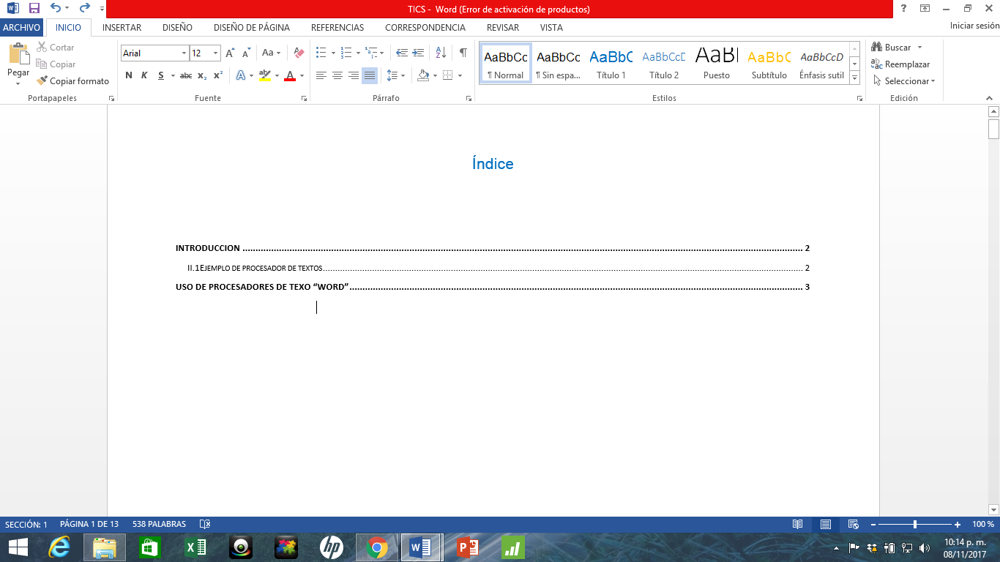 TICS - Word (Error de activación de productos)
ARCHIVO INICIO INSERTAR DISEÑO DISEÑO DE PÁGINA REFERENCIAS CORRESPONDENCIA REVISAR VISTA Iniciar sesión
Pegar
Cortar
Copiar
Copiar formato
Portapapeles
Arial 12
N K S abc x₂ x²
Fuente
Párrafo
AaBbCc AaBbCc AaBbC AaBbCcD AaB AaBbC AaBbCcD
¶ Normal ¶ Sin espa... Título 1 Título 2 Puesto Subtítulo Énfasis sutil
Estilos
Buscar
Reemplazar
Seleccionar
Edición
Índice
INTRODUCCION ........ 2
II.1EJEMPLO DE PROCESADOR DE TEXTOS........ 2
USO DE PROCESADORES DE TEXO “WORD”........ 3
SECCIÓN: 1 PÁGINA 1 DE 13 538 PALABRAS 100 %
10:14 p. m.
08/11/2017